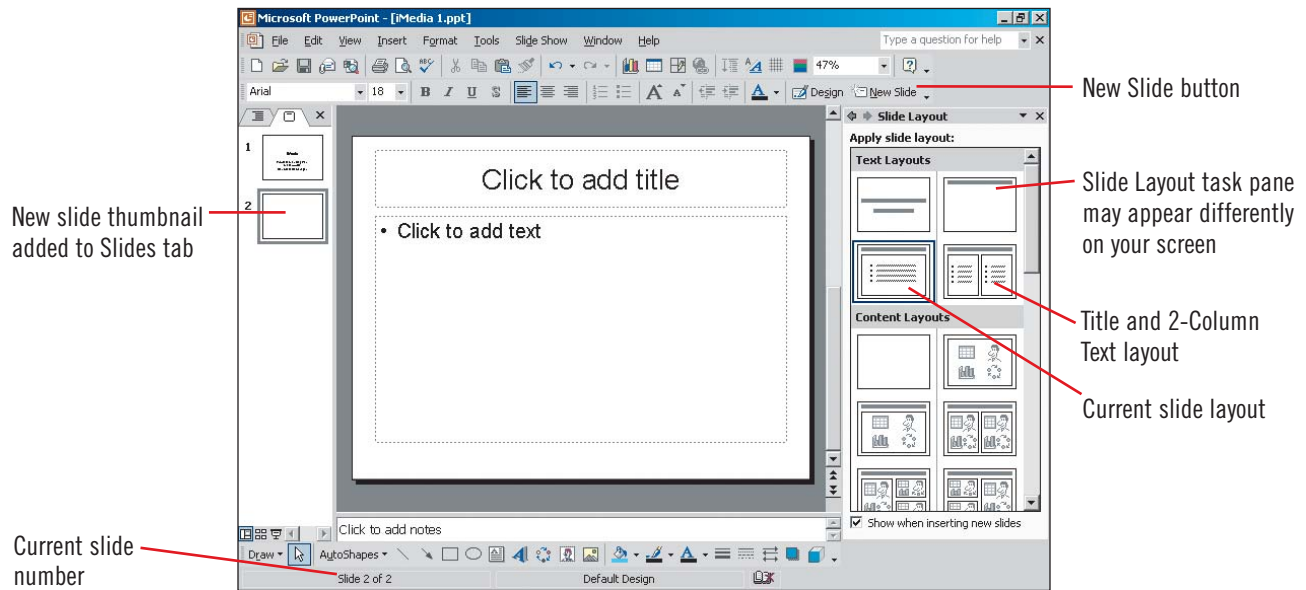 Microsoft PowerPoint - [iMedia 1.ppt]
File Edit View Insert Format Tools Slide Show Window Help
Type a question for help
47%
Arial
18
B I U S
Design
New Slide
New Slide button
Slide Layout
Apply slide layout:
Text Layouts
1
2
Click to add title
• Click to add text
New slide thumbnail
added to Slides tab
Slide Layout task pane
may appear differently
on your screen
Title and 2-Column
Text layout
Content Layouts
Current slide layout
Click to add notes
Show when inserting new slides
Draw
AutoShapes
Current slide
number
Slide 2 of 2
Default Design